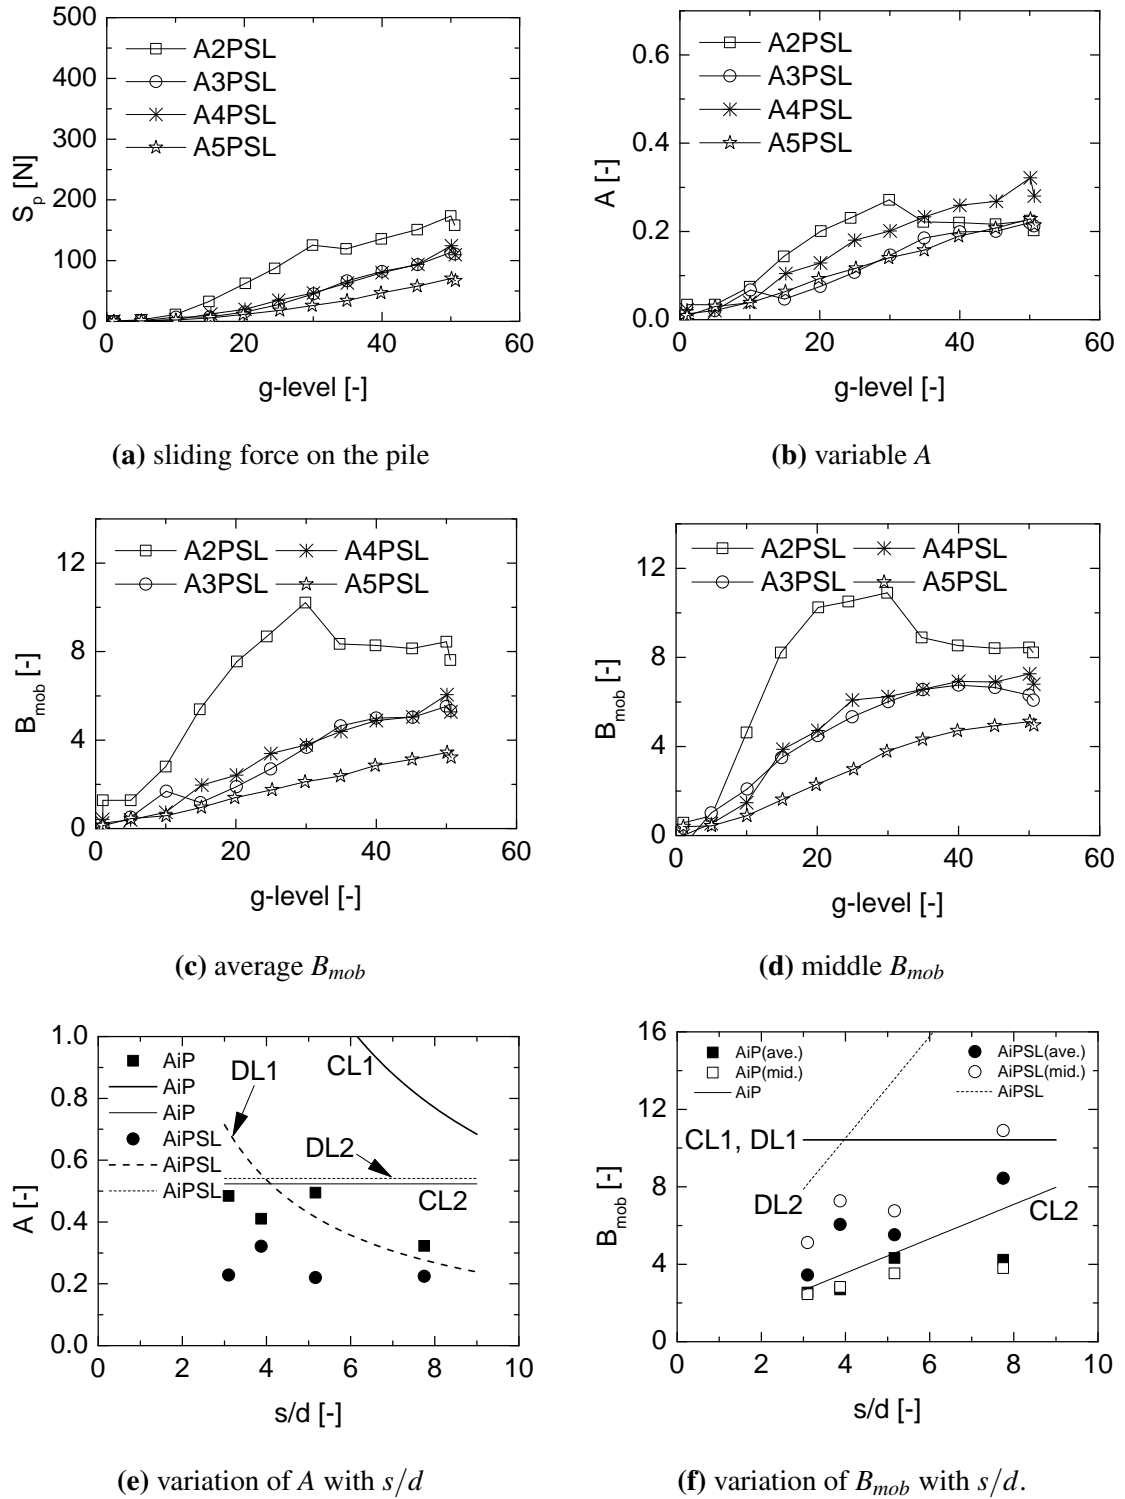 500
400
300
200
100
0
0 20 40 60
S_p [N]
g-level [-]
A2PSL
A3PSL
A4PSL
A5PSL
(a) sliding force on the pile
0.6
0.4
0.2
0.0
0 20 40 60
A [-]
g-level [-]
A2PSL
A3PSL
A4PSL
A5PSL
(b) variable A
12
8
4
0
0 20 40 60
B_mob [-]
g-level [-]
A2PSL A4PSL
A3PSL A5PSL
(c) average B_mob
12
8
4
0
0 20 40 60
B_mob [-]
g-level [-]
A2PSL A4PSL
A3PSL A5PSL
(d) middle B_mob
1.0
0.8
0.6
0.4
0.2
0.0
0 2 4 6 8 10
A [-]
s/d [-]
AiP
AiP
AiP
AiPSL
AiPSL
AiPSL
DL1
CL1
DL2
CL2
(e) variation of A with s/d
16
12
8
4
0
0 2 4 6 8 10
B_mob [-]
s/d [-]
AiP(ave.) AiPSL(ave.)
AiP(mid.) AiPSL(mid.)
AiP AiPSL
CL1, DL1
DL2
CL2
(f) variation of B_mob with s/d.